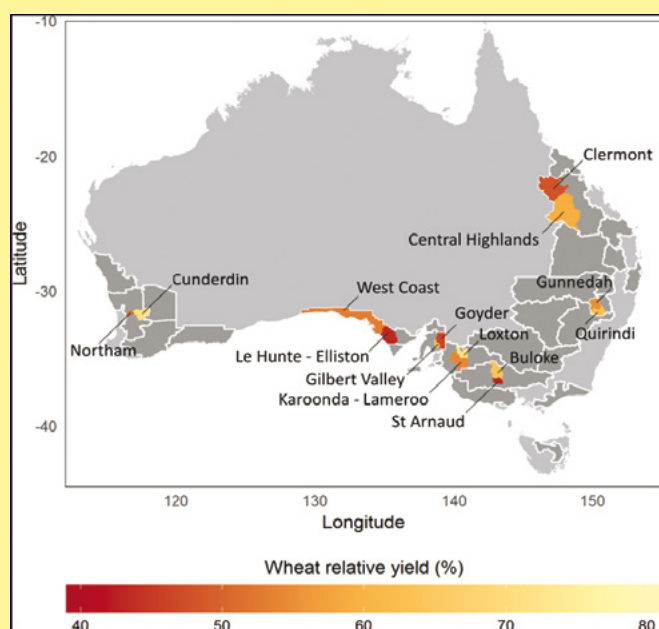 -10
-20
-30
-40
Latitude
Clermont
Central Highlands
Gunnedah
Cunderdin
West Coast
Goyder
Loxton
Quirindi
Northam
Le Hunte - Elliston
Buloke
Gilbert Valley
Karoonda - Lameroo
St Arnaud
120
130
140
150
Longitude
Wheat relative yield (%)
40
50
60
70
80